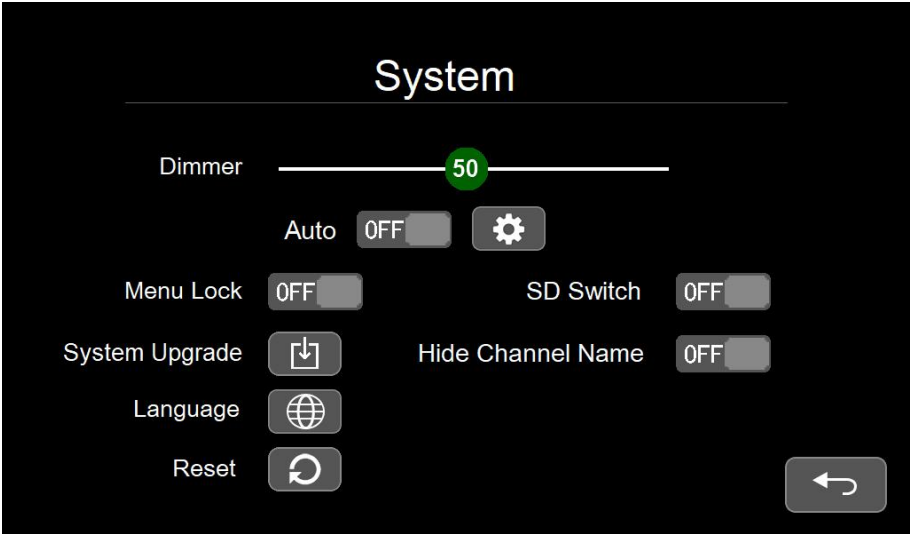 System
Dimmer 50
Auto OFF
Menu Lock OFF SD Switch OFF
System Upgrade Hide Channel Name OFF
Language
Reset